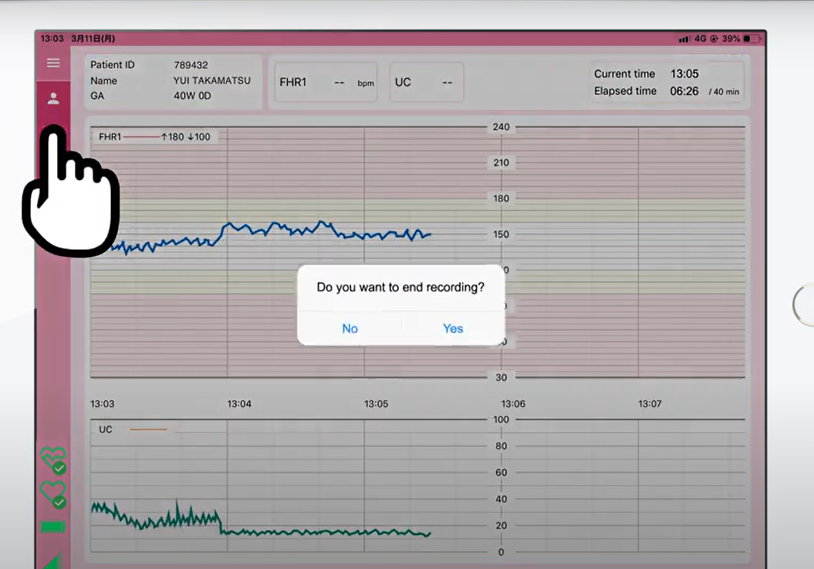 13:03 3月11日(月)
4G 39%
Patient ID 789432
Name YUI TAKAMATSU
GA 40W 0D
FHR1 -- bpm
UC --
Current time 13:05
Elapsed time 06:26 / 40 min
FHR1 ↑180 ↓100
240
210
180
150
Do you want to end recording?
No Yes
30
13:03 13:04 13:05 13:06 13:07
UC
100
80
60
40
20
0